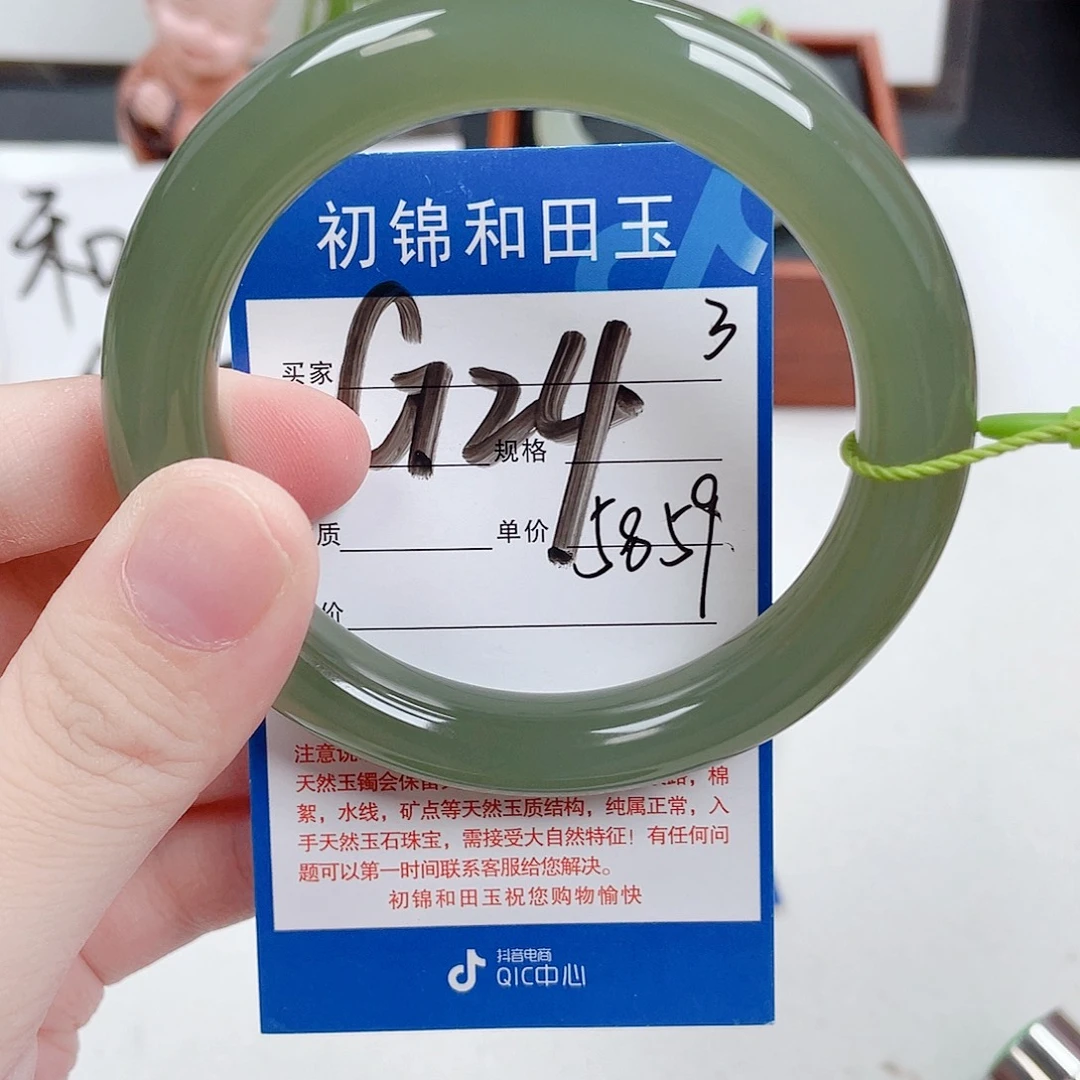 初锦和田玉
和
3
买家
G24
规格
质
单价
5859
价
注意说
天然玉镯会保留
棉
絮,水线,矿点等天然玉质结构,纯属正常,入
手天然玉石珠宝,需接受大自然特征!有任何问
题可以第一时间联系客服给您解决。
初锦和田玉祝您购物愉快
抖音电商
QIC中心